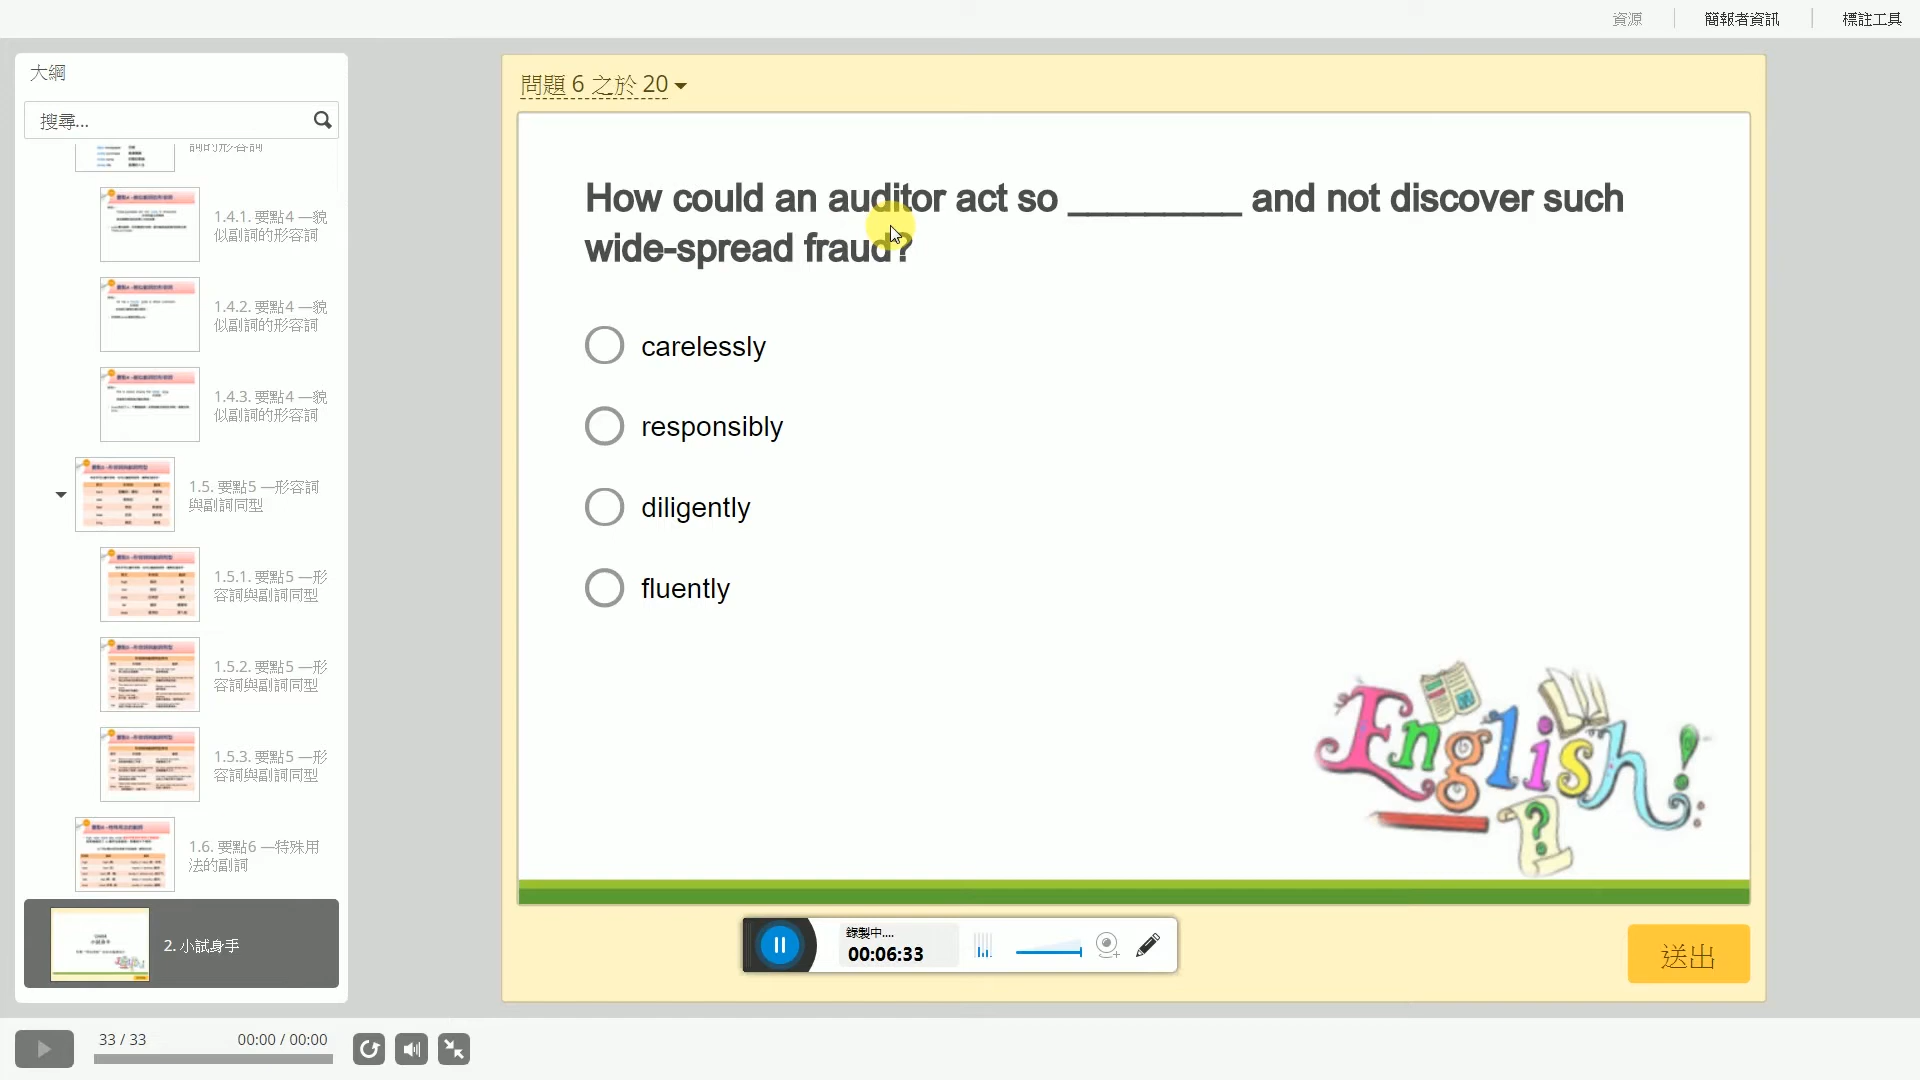 資源
簡報者資訊
標註工具
大綱
搜尋...
詞的形容詞
1.4.1. 要點4 —貌
似副詞的形容詞
1.4.2. 要點4 —貌
似副詞的形容詞
1.4.3. 要點4 —貌
似副詞的形容詞
1.5. 要點5 —形容詞
與副詞同型
1.5.1. 要點5 —形
容詞與副詞同型
1.5.2. 要點5 —形
容詞與副詞同型
1.5.3. 要點5 —形
容詞與副詞同型
1.6. 要點6 —特殊用
法的副詞
2. 小試身手
33 / 33
00:00 / 00:00
問題 6 之於 20
How could an auditor act so _________ and not discover such
wide-spread fraud?
carelessly
responsibly
diligently
fluently
English!
?
錄製中....
00:06:33
送出